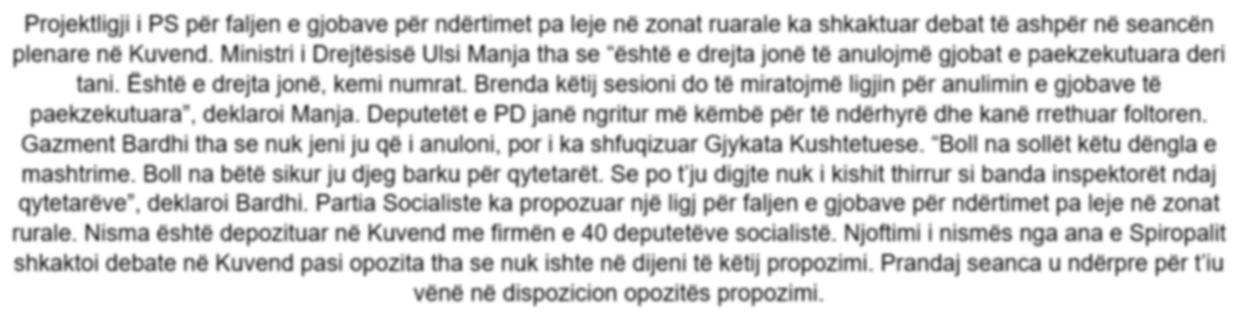 Projektligji i PS për faljen e gjobave për ndërtimet pa leje në zonat ruarale ka shkaktuar debat të ashpër në seancën
plenare në Kuvend. Ministri i Drejtësisë Ulsi Manja tha se “është e drejta jonë të anulojmë gjobat e paekzekutuara deri
tani. Është e drejta jonë, kemi numrat. Brenda këtij sesioni do të miratojmë ligjin për anulimin e gjobave të
paekzekutuara”, deklaroi Manja. Deputetët e PD janë ngritur më këmbë për të ndërhyrë dhe kanë rrethuar foltoren.
Gazment Bardhi tha se nuk jeni ju që i anuloni, por i ka shfuqizuar Gjykata Kushtetuese. “Boll na sollët këtu dëngla e
mashtrime. Boll na bëtë sikur ju djeg barku për qytetarët. Se po t’ju digjte nuk i kishit thirrur si banda inspektorët ndaj
qytetarëve”, deklaroi Bardhi. Partia Socialiste ka propozuar një ligj për faljen e gjobave për ndërtimet pa leje në zonat
rurale. Nisma është depozituar në Kuvend me firmën e 40 deputetëve socialistë. Njoftimi i nismës nga ana e Spiropalit
shkaktoi debate në Kuvend pasi opozita tha se nuk ishte në dijeni të këtij propozimi. Prandaj seanca u ndërpre për t’iu
vënë në dispozicion opozitës propozimi.